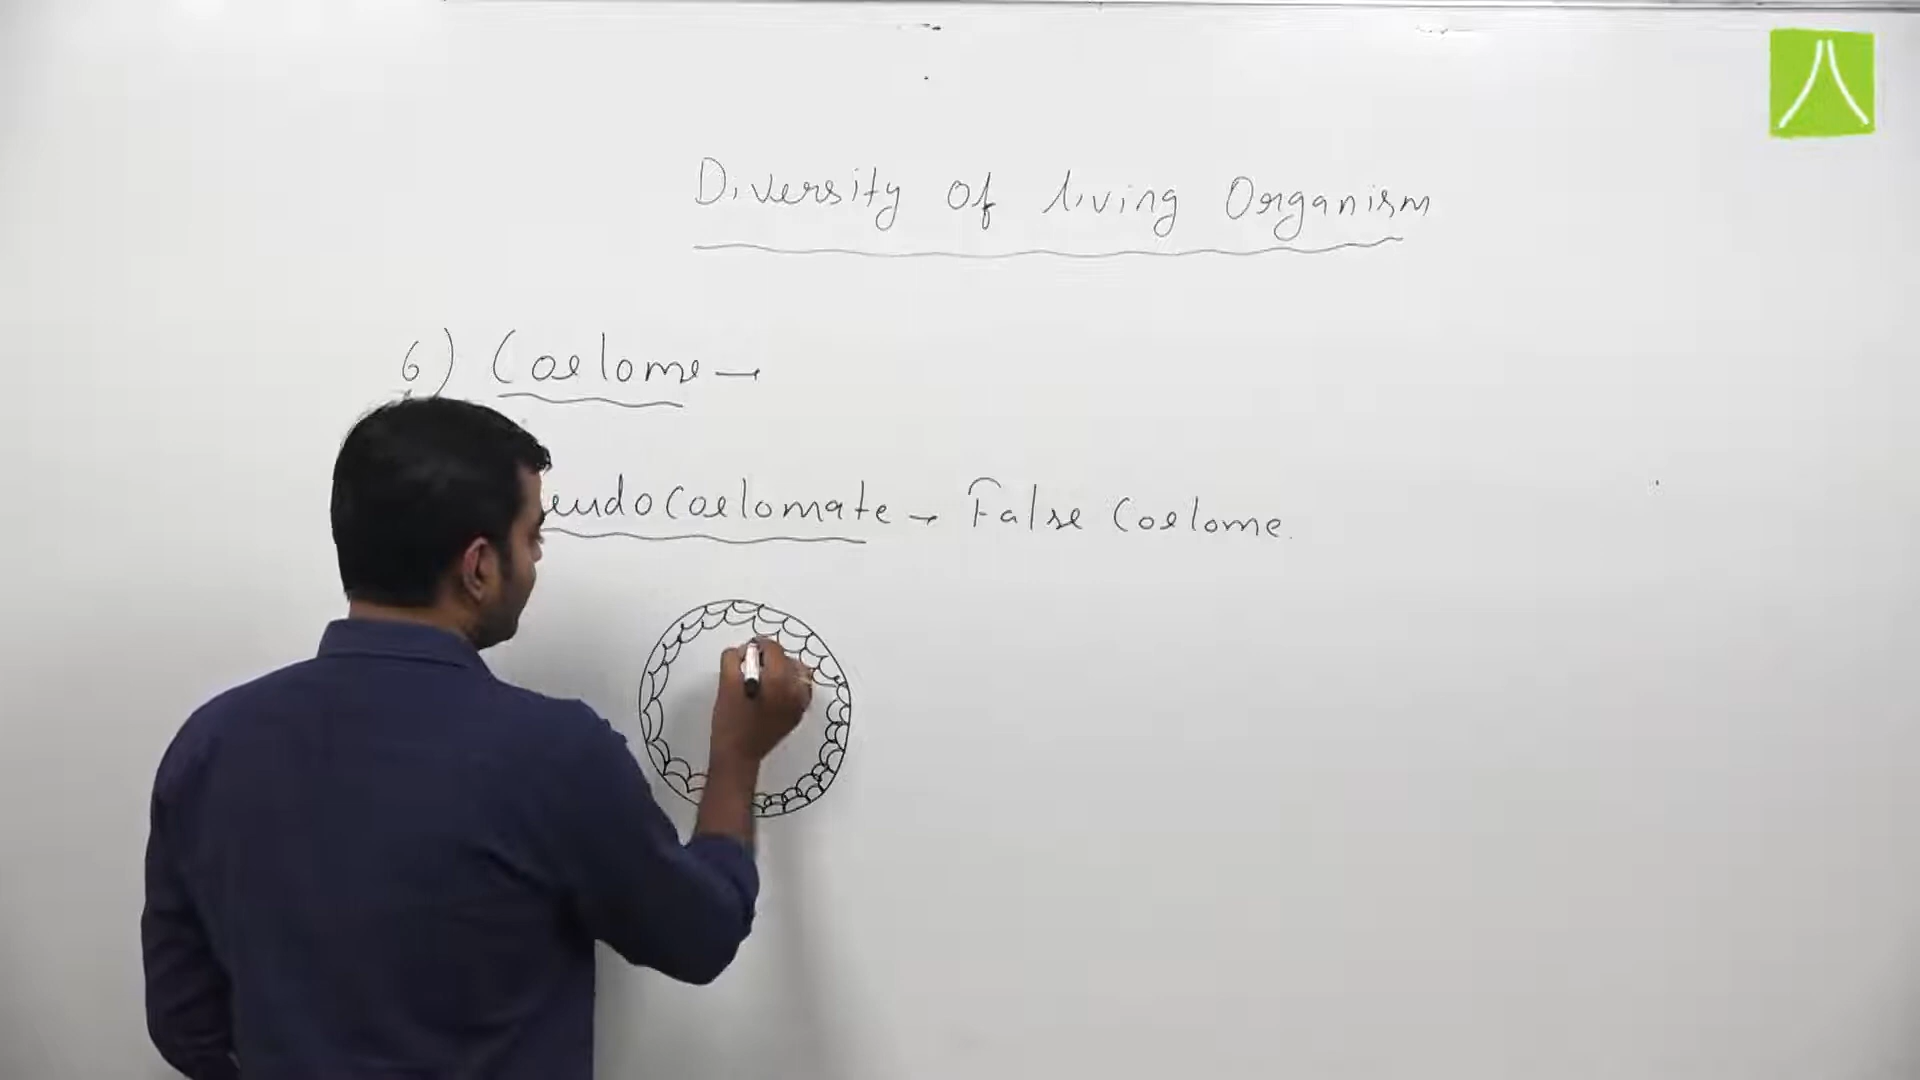 Diversity of living Organism
6) Coelome -
eudocoelomate - False Coelome.